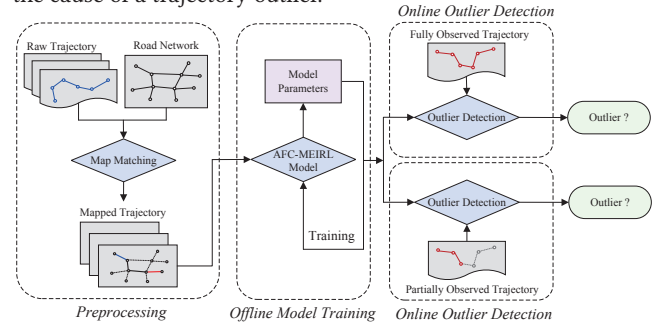 the cause of a trajectory outlier.
Online Outlier Detection
Raw Trajectory
Road Network
Map Matching
Mapped Trajectory
Preprocessing
Model
Parameters
AFC-MEIRL
Model
Training
Offline Model Training
Fully Observed Trajectory
Outlier Detection
Outlier ?
Outlier Detection
Outlier ?
Partially Observed Trajectory
Online Outlier Detection